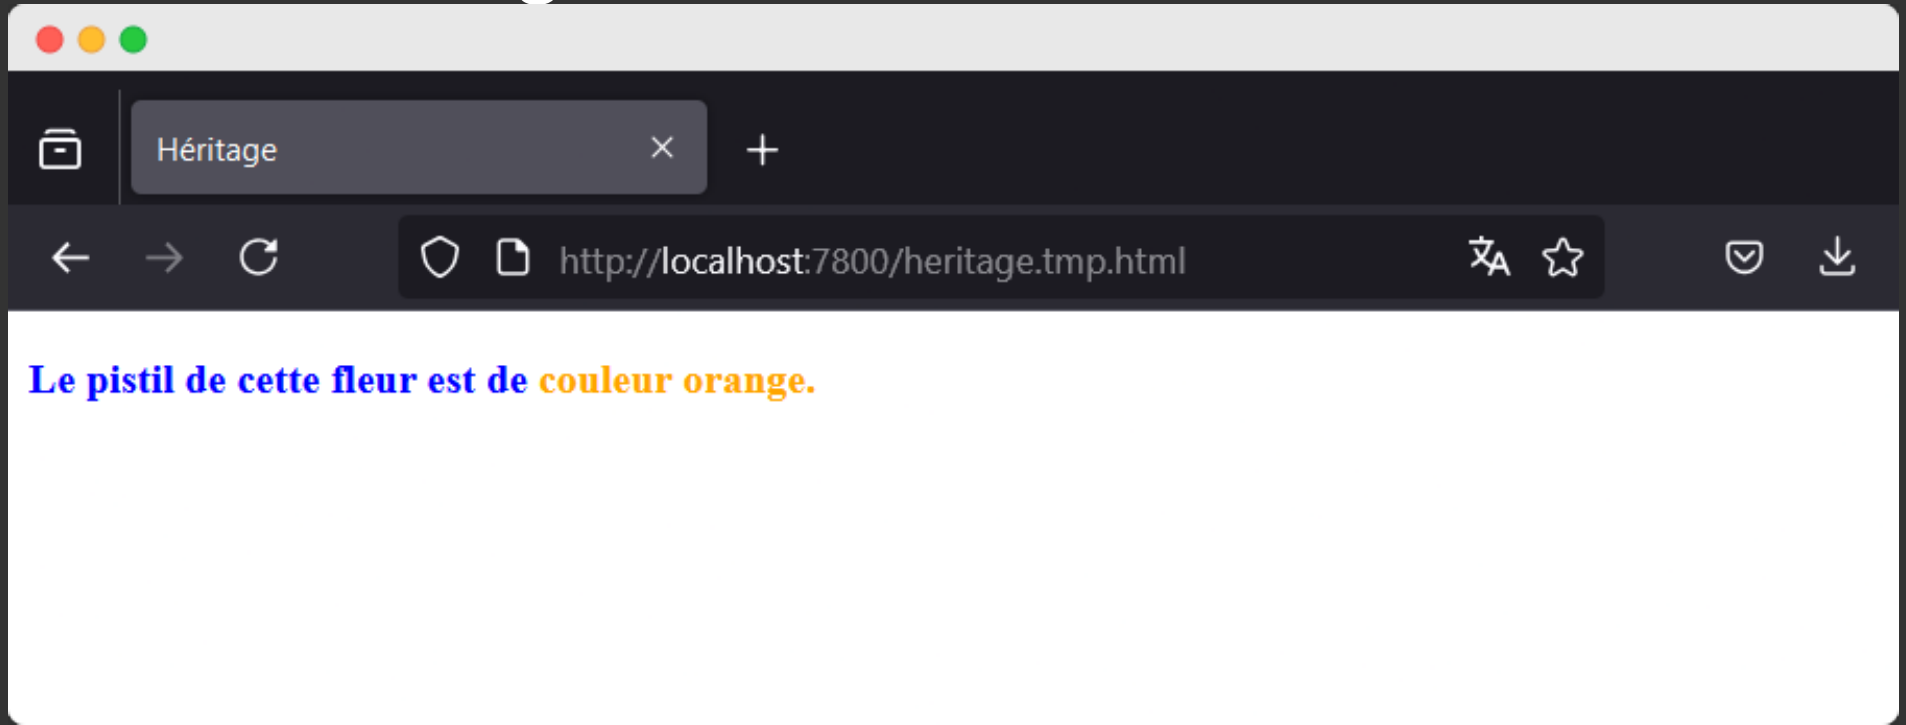 Héritage
http://localhost:7800/heritage.tmp.html
Le pistil de cette fleur est de couleur orange.